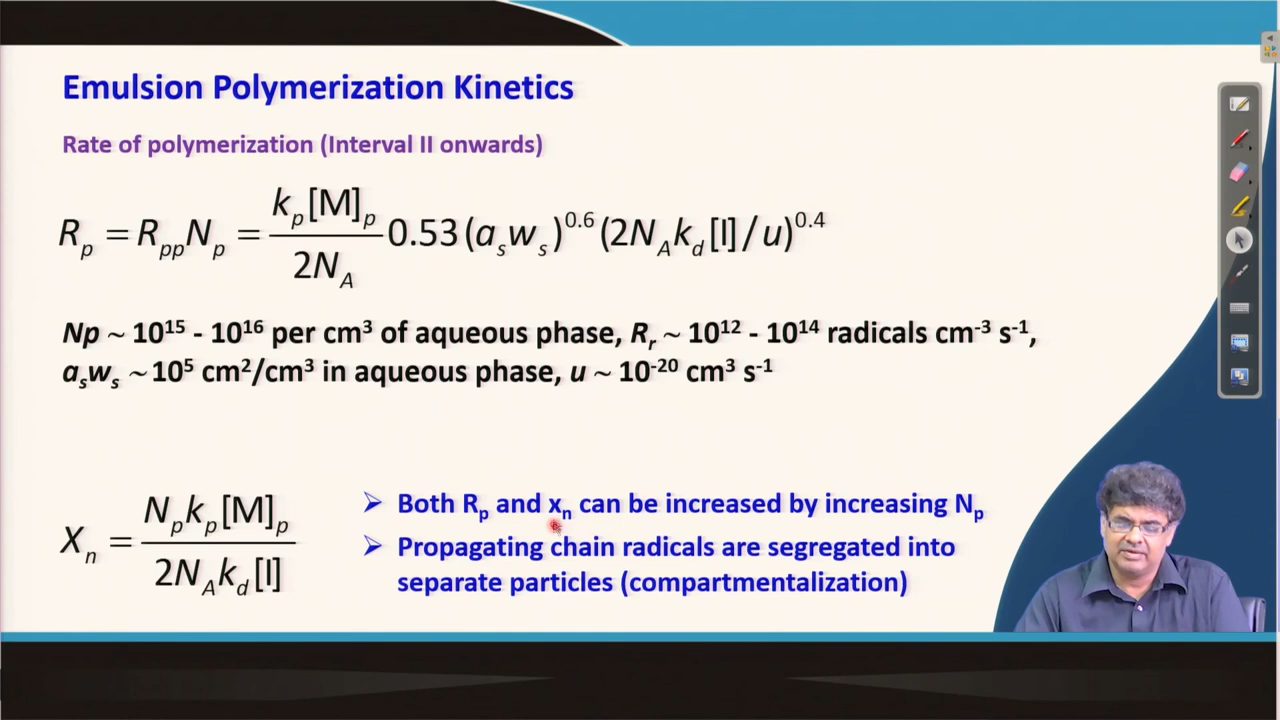 Emulsion Polymerization Kinetics
Rate of polymerization (Interval II onwards)
R_p = R_pp N_p = k_p[M]_p / 2N_A 0.53 (a_s w_s)^0.6 (2N_A k_d[I]/u)^0.4
Np ~ 10^15 - 10^16 per cm^3 of aqueous phase, R_r ~ 10^12 - 10^14 radicals cm^-3 s^-1,
a_s w_s ~ 10^5 cm^2/cm^3 in aqueous phase, u ~ 10^-20 cm^3 s^-1
X_n = N_p k_p[M]_p / 2N_A k_d[I]
➢ Both R_p and x_n can be increased by increasing N_p
➢ Propagating chain radicals are segregated into
separate particles (compartmentalization)